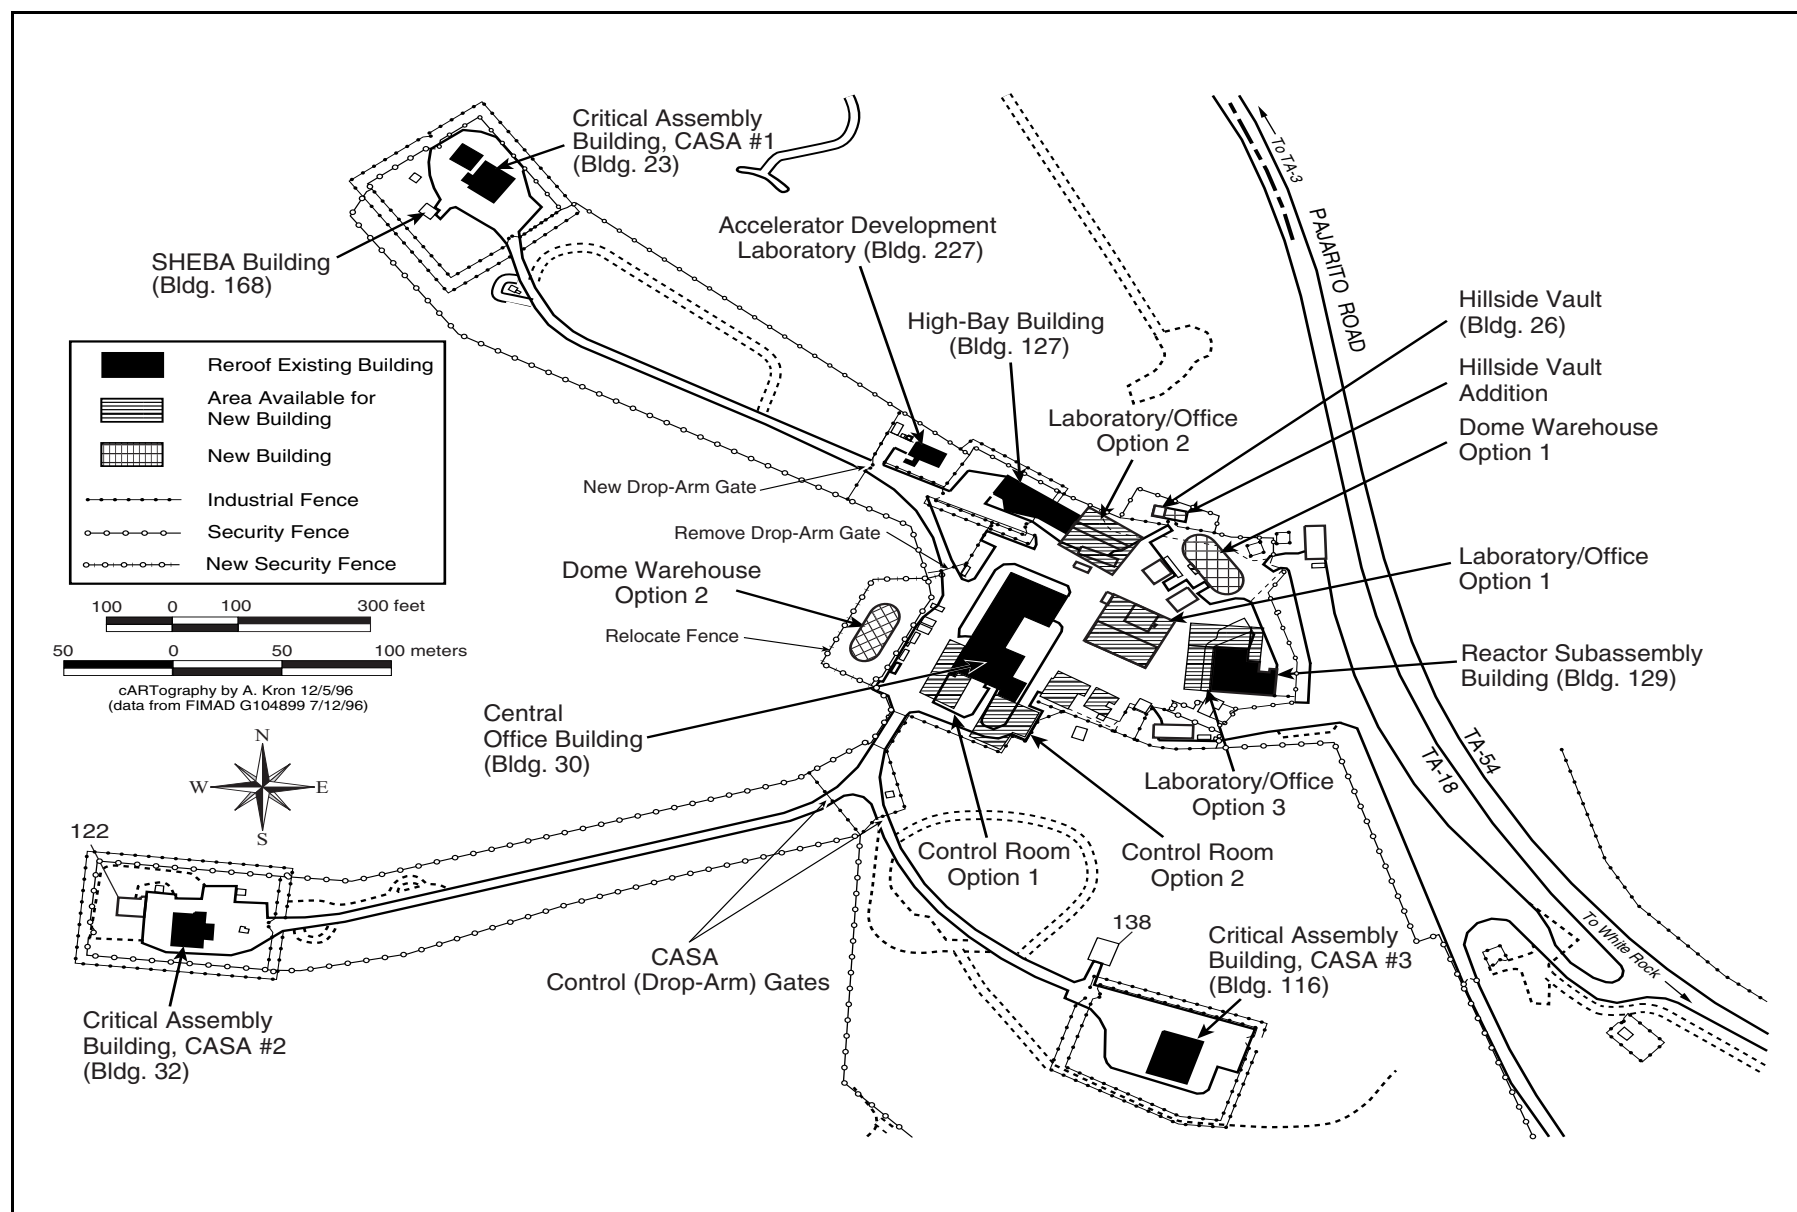 Critical Assembly
Building, CASA #1
(Bldg. 23)
To TA-3
PAJARITO ROAD
Accelerator Development
Laboratory (Bldg. 227)
SHEBA Building
(Bldg. 168)
Hillside Vault
(Bldg. 26)
High-Bay Building
(Bldg. 127)
Hillside Vault
Addition
Reroof Existing Building
Area Available for
New Building
New Building
Industrial Fence
Security Fence
New Security Fence
Laboratory/Office
Option 2
Dome Warehouse
Option 1
New Drop-Arm Gate
Remove Drop-Arm Gate
Dome Warehouse
Option 2
Laboratory/Office
Option 1
Relocate Fence
100 0 100 300 feet
50 0 50 100 meters
cARTography by A. Kron 12/5/96
(data from FIMAD G104899 7/12/96)
Reactor Subassembly
Building (Bldg. 129)
Central
Office Building
(Bldg. 30)
N
W E
S
TA-54
TA-18
Laboratory/Office
Option 3
122
Control Room
Option 1
Control Room
Option 2
138
CASA
Control (Drop-Arm) Gates
Critical Assembly
Building, CASA #3
(Bldg. 116)
To White Rock
Critical Assembly
Building, CASA #2
(Bldg. 32)